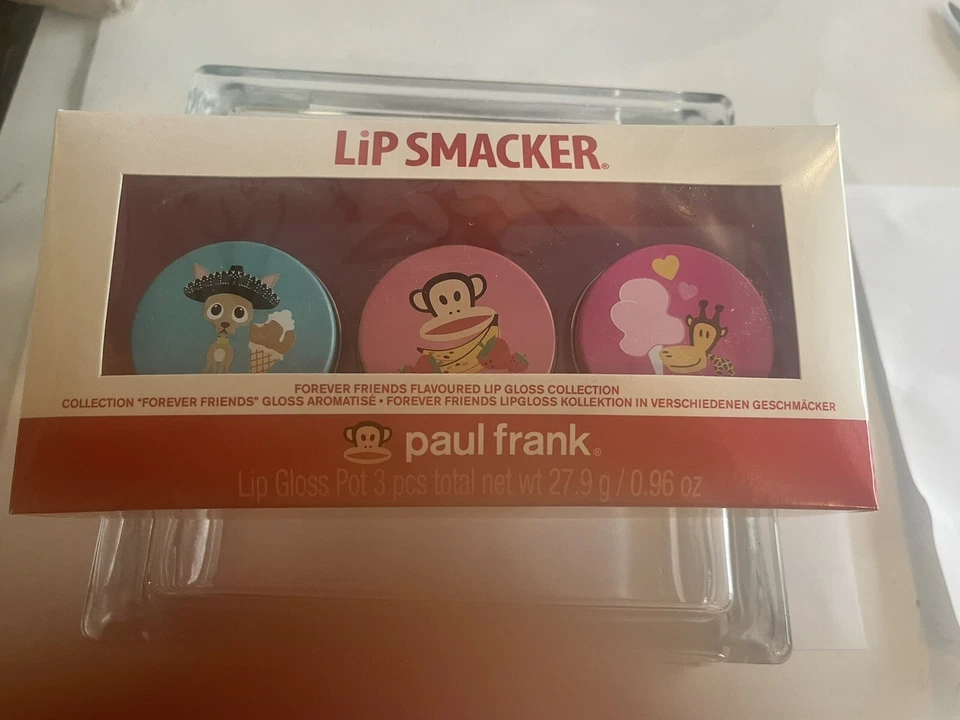 LiP SMACKER®
FOREVER FRIENDS FLAVOURED LIP GLOSS COLLECTION
COLLECTION "FOREVER FRIENDS" GLOSS AROMATISÉ • FOREVER FRIENDS LIPGLOSS KOLLEKTION IN VERSCHIEDENEN GESCHMÄCKER
paul frank®
Lip Gloss Pot 3 pcs total net wt 27.9 g / 0.96 oz